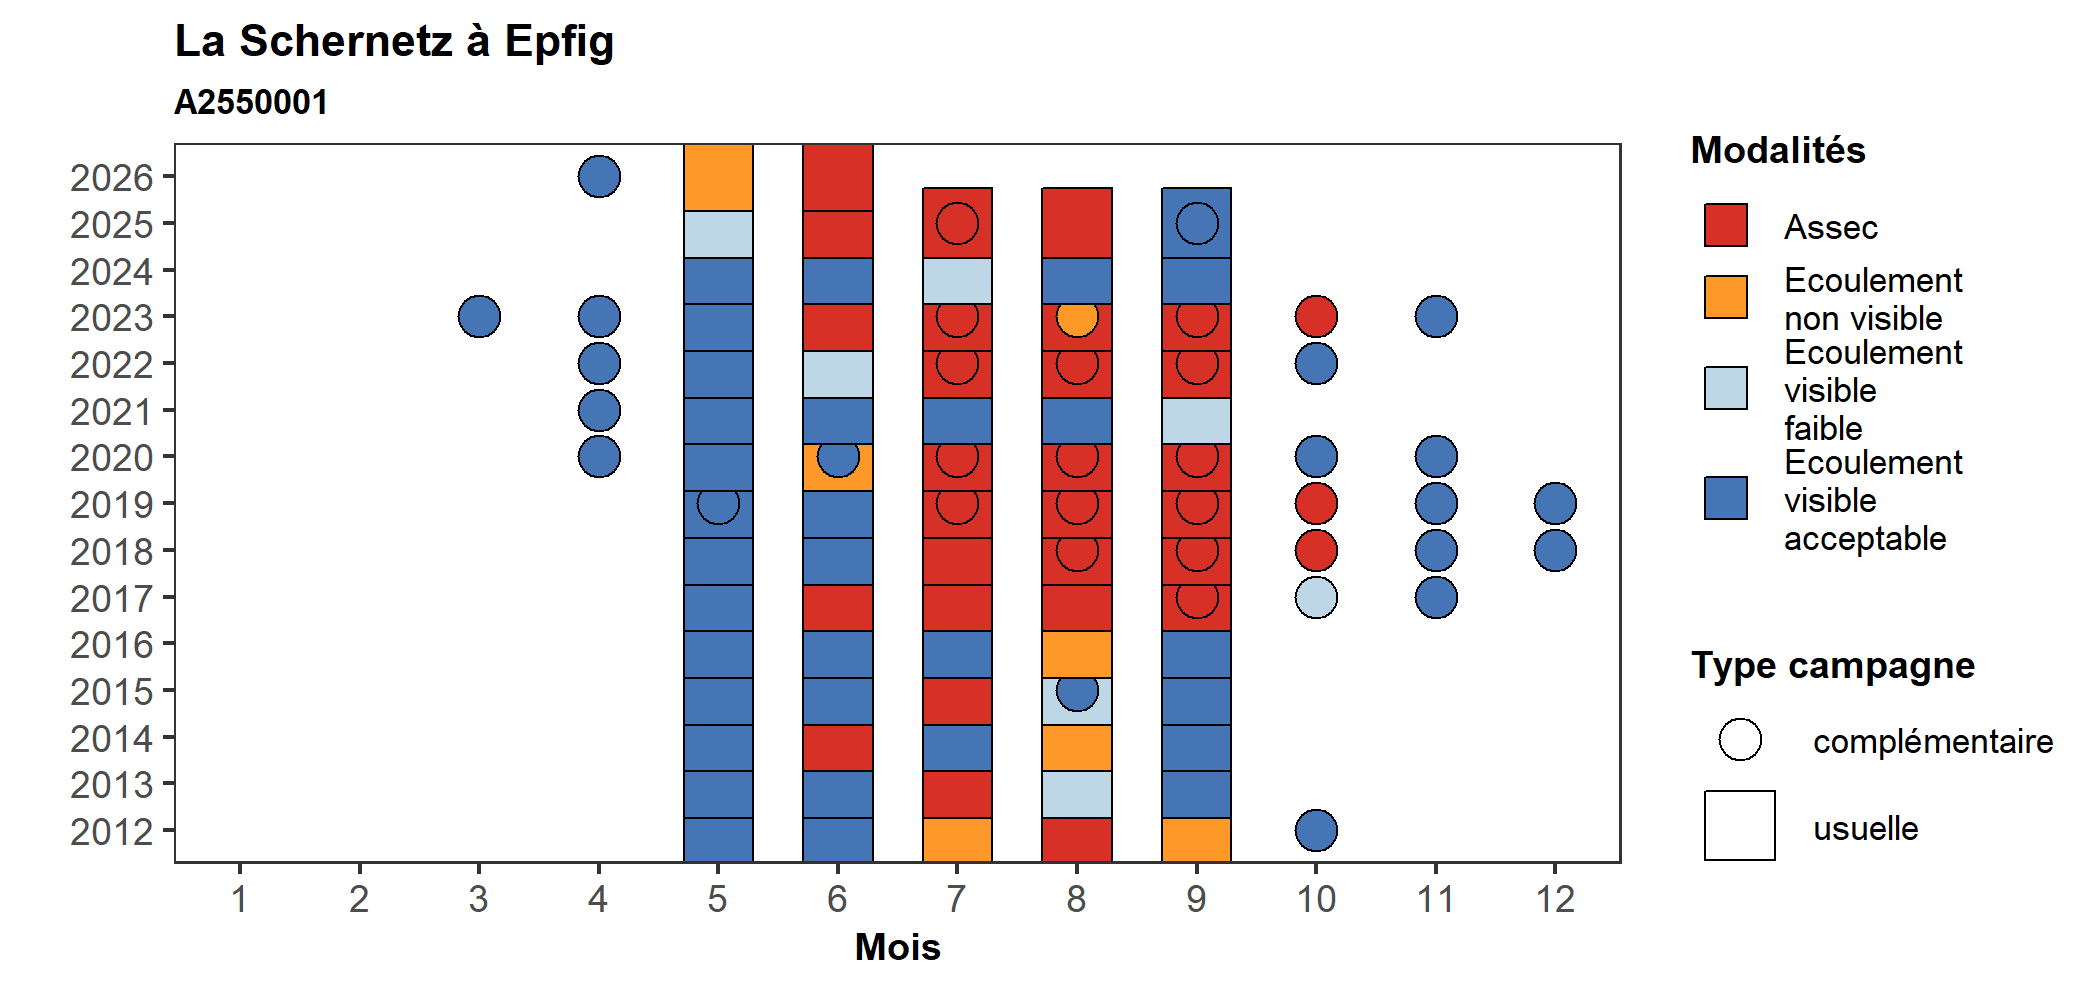 La Schernetz à Epfig
A2550001
2026
2025
2024
2023
2022
2021
2020
2019
2018
2017
2016
2015
2014
2013
2012
1 2 3 4 5 6 7 8 9 10 11 12
Mois
Modalités
Assec
Ecoulement
non visible
Ecoulement
visible
faible
Ecoulement
visible
acceptable
Type campagne
complémentaire
usuelle